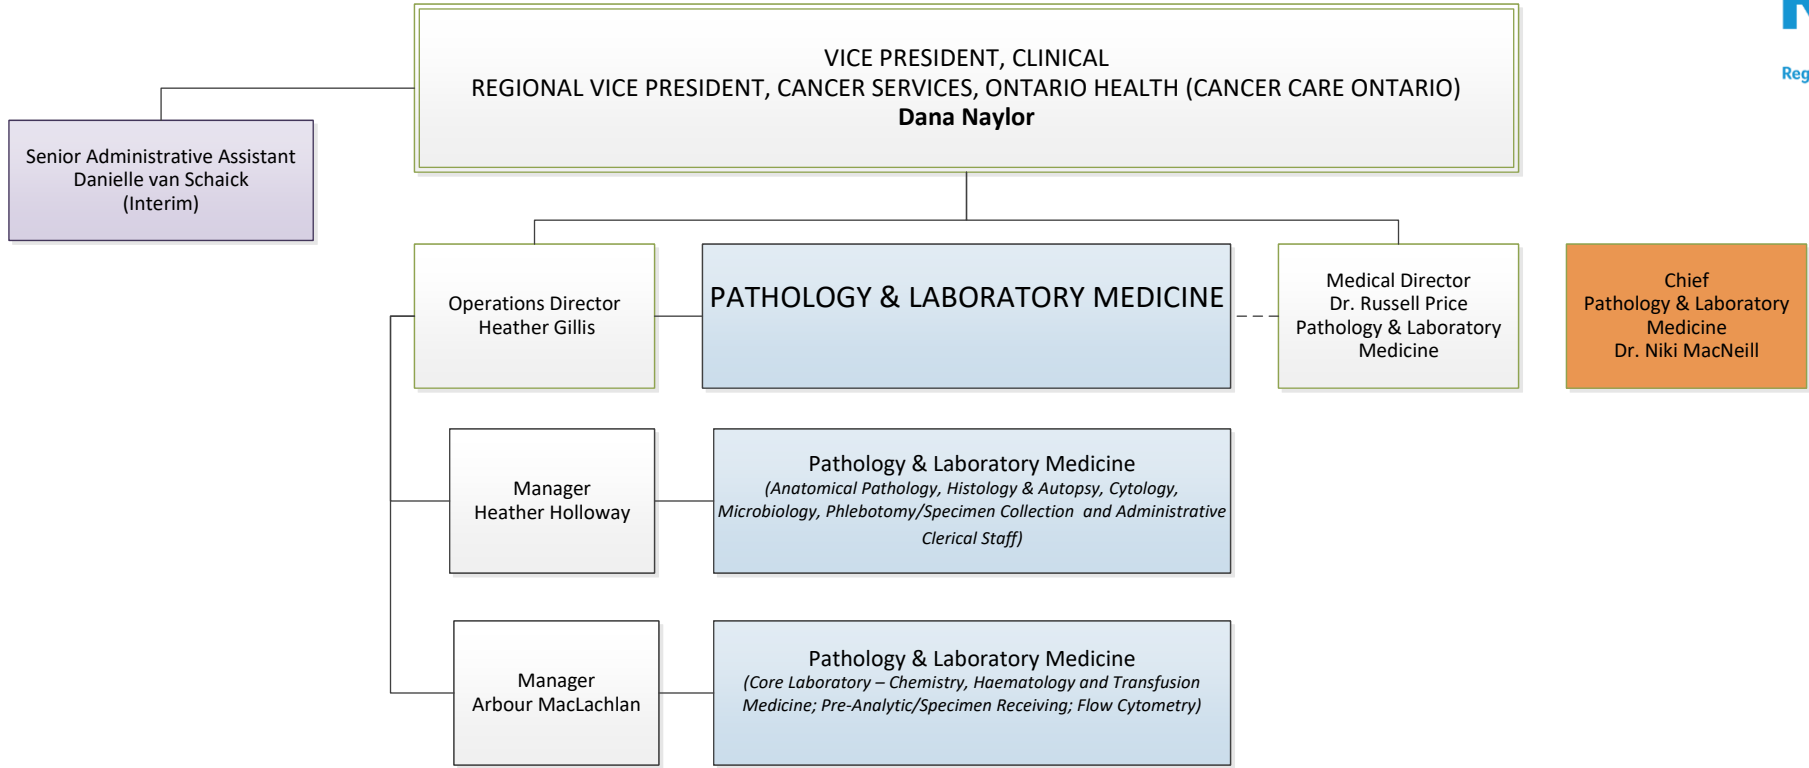 VICE PRESIDENT, CLINICAL
REGIONAL VICE PRESIDENT, CANCER SERVICES, ONTARIO HEALTH (CANCER CARE ONTARIO)
Dana Naylor
Reg
Senior Administrative Assistant
Danielle van Schaick
(Interim)
Operations Director
Heather Gillis
PATHOLOGY & LABORATORY MEDICINE
Medical Director
Dr. Russell Price
Pathology & Laboratory
Medicine
Chief
Pathology & Laboratory
Medicine
Dr. Niki MacNeill
Manager
Heather Holloway
Pathology & Laboratory Medicine
(Anatomical Pathology, Histology & Autopsy, Cytology,
Microbiology, Phlebotomy/Specimen Collection and Administrative
Clerical Staff)
Manager
Arbour MacLachlan
Pathology & Laboratory Medicine
(Core Laboratory – Chemistry, Haematology and Transfusion
Medicine; Pre-Analytic/Specimen Receiving; Flow Cytometry)